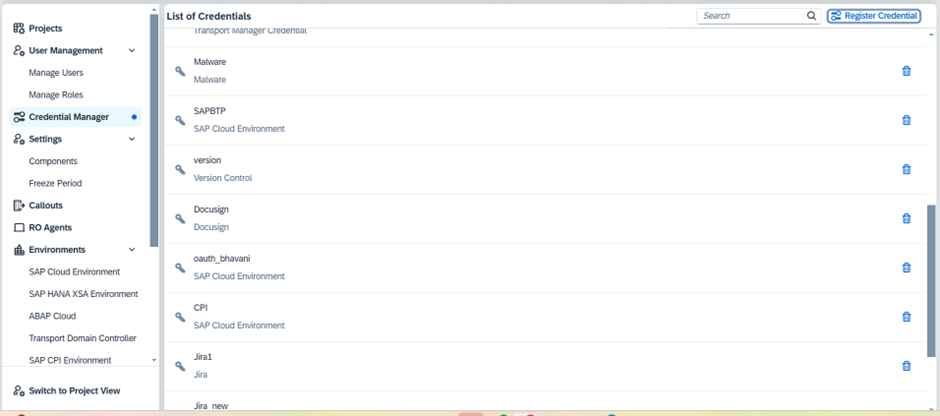 Projects
User Management
Manage Users
Manage Roles
Credential Manager
Settings
Components
Freeze Period
Callouts
RO Agents
Environments
SAP Cloud Environment
SAP HANA XSA Environment
ABAP Cloud
Transport Domain Controller
SAP CPI Environment
Switch to Project View
List of Credentials
Search
Register Credential
Transport Manager Credential
Malware
Malware
SAPBTP
SAP Cloud Environment
version
Version Control
Docusign
Docusign
oauth_bhavani
SAP Cloud Environment
CPI
SAP Cloud Environment
Jira1
Jira
Jira_new